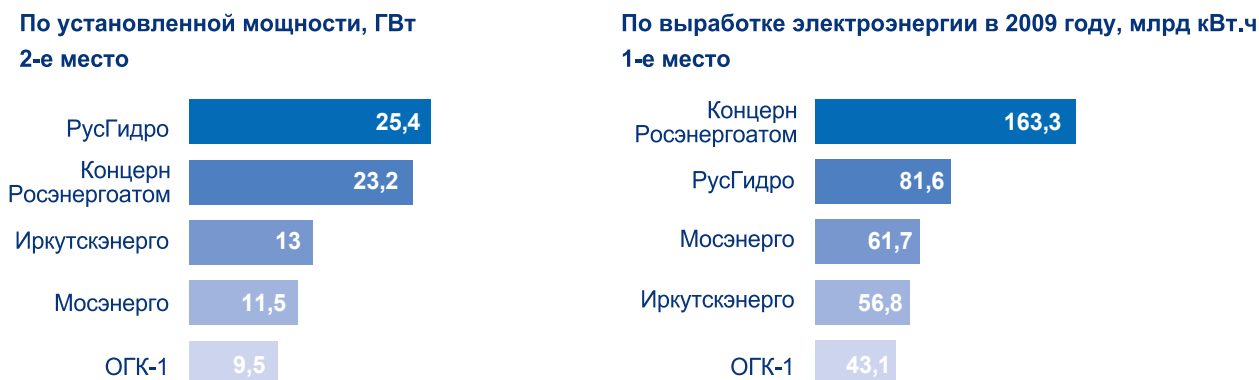 По установленной мощности, ГВт
2-е место
РусГидро
25,4
Концерн
Росэнергоатом
23,2
Иркутскэнерго
13
Мосэнерго
11,5
ОГК-1
9,5
По выработке электроэнергии в 2009 году, млрд кВт.ч
1-е место
Концерн
Росэнергоатом
163,3
РусГидро
81,6
Мосэнерго
61,7
Иркутскэнерго
56,8
ОГК-1
43,1